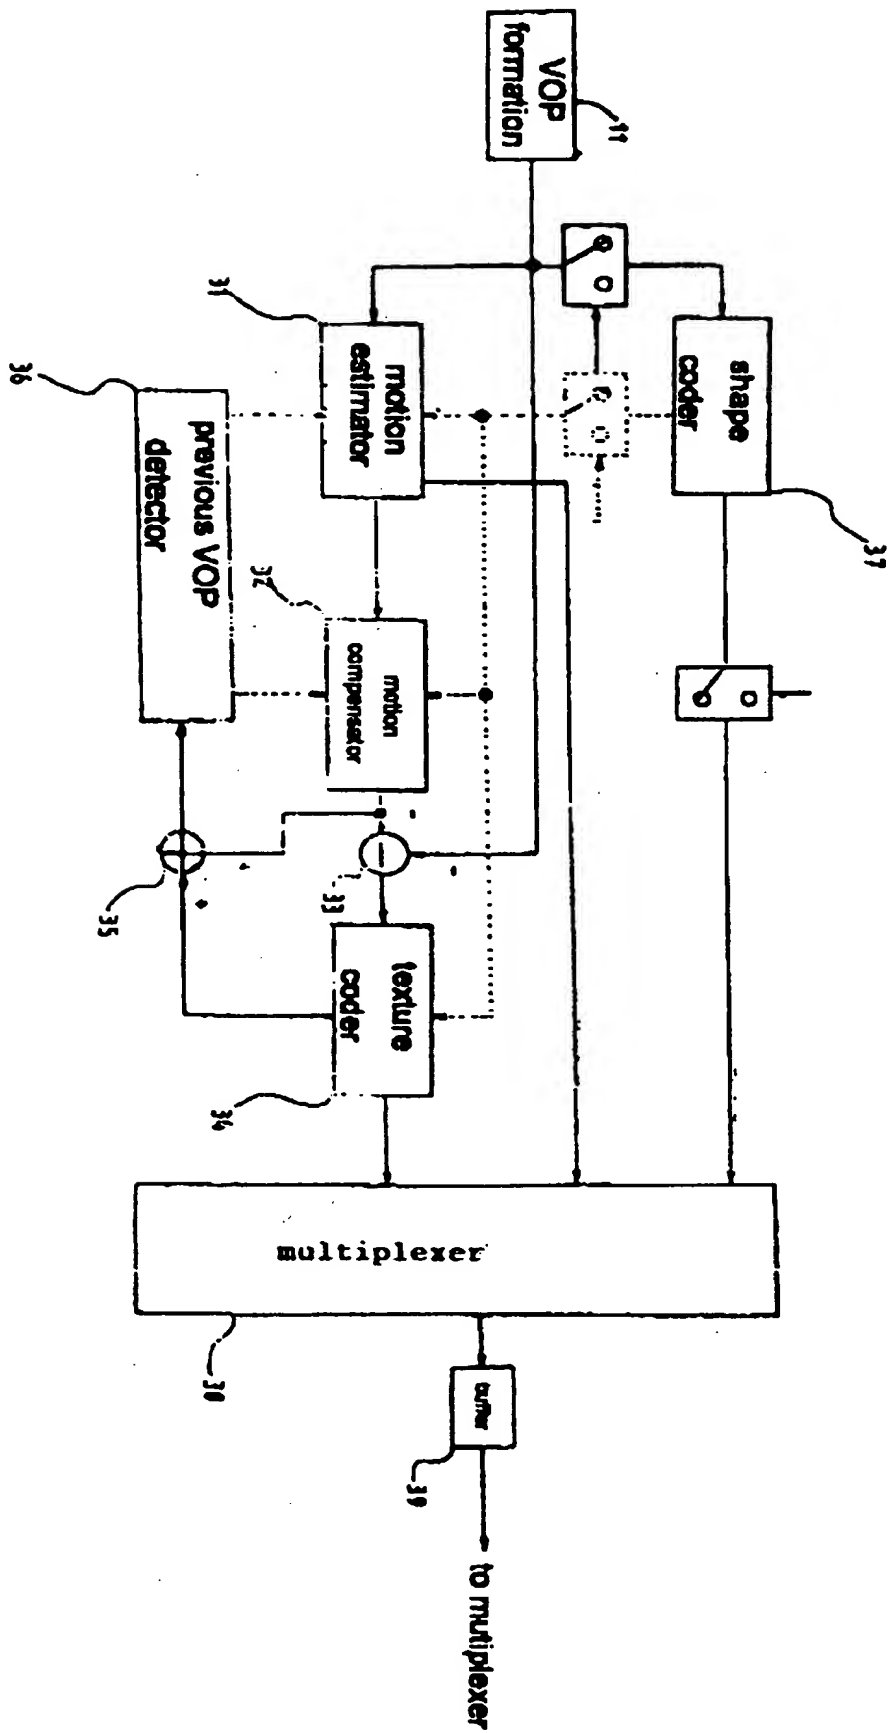 VOP
formation
11
shape
coder
37
motion
estimator
31
motion
compensator
32
previous VOP
detector
36
33
35
texture
coder
34
multiplexer
38
buffer
39
to mutiplexer